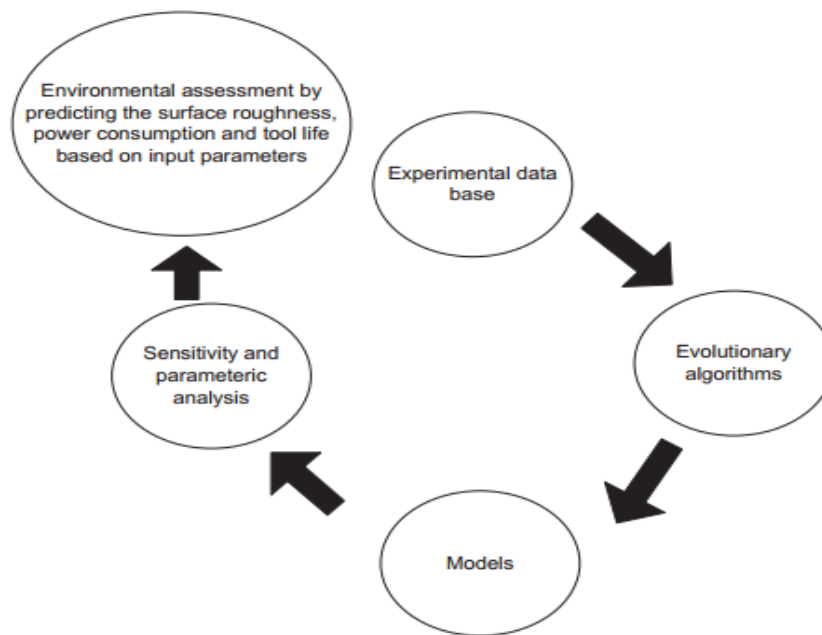 Environmental assessment by
predicting the surface roughness,
power consumption and tool life
based on input parameters
Experimental data
base
Evolutionary
algorithms
Models
Sensitivity and
parameteric
analysis